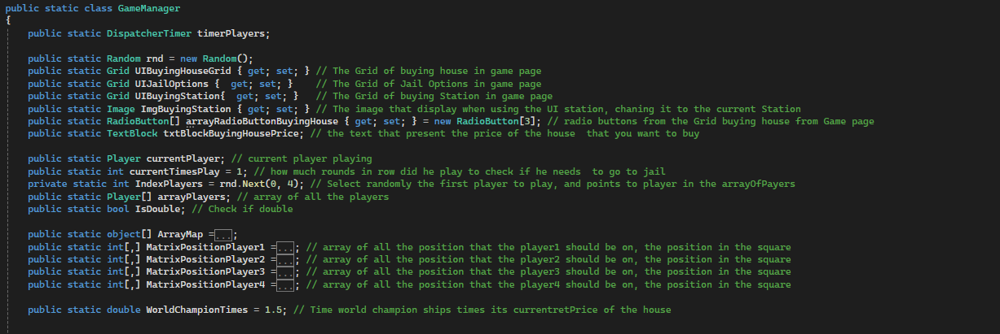 public static class GameManager
{
public static DispatcherTimer timerPlayers;
public static Random rnd = new Random();
public static Grid UIBuyingHouseGrid { get; set; } // The Grid of buying house in game page
public static Grid UIJailOptions {  get; set; }    // The Grid of Jail Options in game page
public static Grid UIBuyingStation{  get; set; }   // The Grid of buying Station in game page
public static Image ImgBuyingStation { get; set; } // The image that display when using the UI station, chaning it to the current Station
public static RadioButton[] arrayRadioButtonBuyingHouse { get; set; } = new RadioButton[3]; // radio buttons from the Grid buying house from Game page
public static TextBlock txtBlockBuyingHousePrice; // the text that present the price of the house  that you want to buy
public static Player currentPlayer; // current player playing
public static int currentTimesPlay = 1; // how much rounds in row did he play to check if he needs  to go to jail
private static int IndexPlayers = rnd.Next(0, 4); // Select randomly the first player to play, and points to player in the arrayOfPayers
public static Player[] arrayPlayers; // array of all the players
public static bool IsDouble; // Check if double
public static object[] ArrayMap =...;
public static int[,] MatrixPositionPlayer1 =...; // array of all the position that the player1 should be on, the position in the square
public static int[,] MatrixPositionPlayer2 =...; // array of all the position that the player2 should be on, the position in the square
public static int[,] MatrixPositionPlayer3 =...; // array of all the position that the player3 should be on, the position in the square
public static int[,] MatrixPositionPlayer4 =...; // array of all the position that the player4 should be on, the position in the square
public static double WorldChampionTimes = 1.5; // Time world champion ships times its currentretPrice of the house